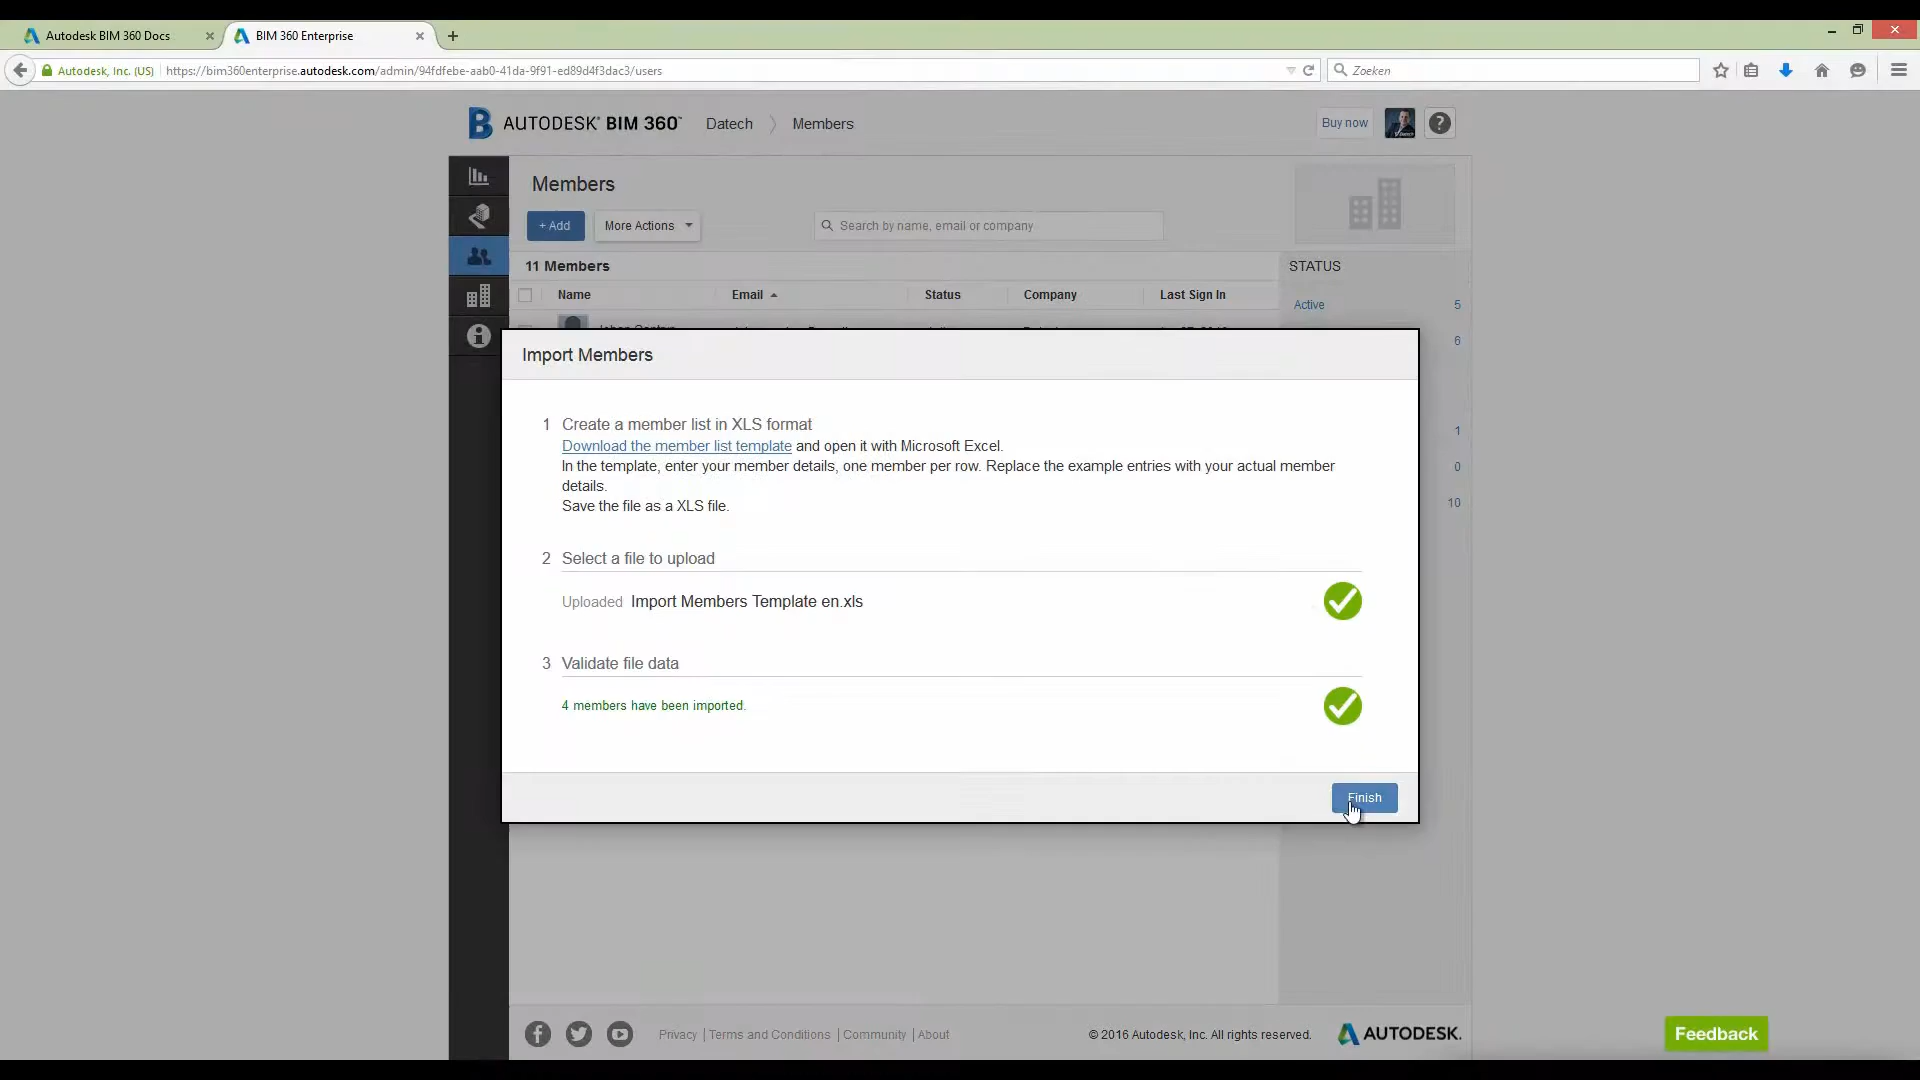 Autodesk BIM 360 Docs
BIM 360 Enterprise
Autodesk, Inc. (US)
https://bim360enterprise.autodesk.com/admin/94fdfebe-aab0-41da-9f91-ed89d4f3dac3/users
Zoeken
AUTODESK® BIM 360™
Datech
Members
Buy now
Members
+ Add
More Actions
Search by name, email or company
11 Members
STATUS
Name
Email
Status
Company
Last Sign In
Active
5
6
Import Members
1 Create a member list in XLS format
Download the member list template and open it with Microsoft Excel.
In the template, enter your member details, one member per row. Replace the example entries with your actual member
details.
Save the file as a XLS file.
1
0
10
2 Select a file to upload
Uploaded Import Members Template en.xls
3 Validate file data
4 members have been imported.
Finish
Privacy | Terms and Conditions | Community | About
© 2016 Autodesk, Inc. All rights reserved.
AUTODESK.
Feedback